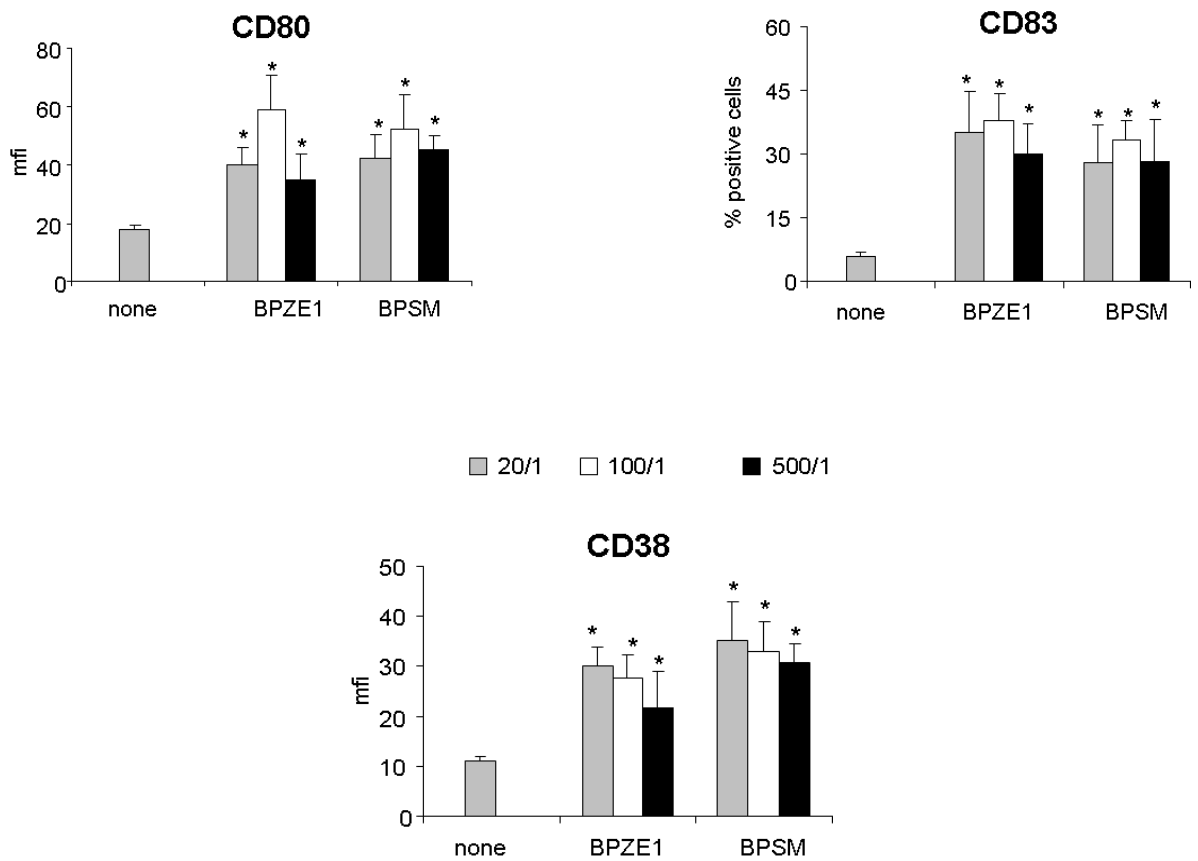 CD80
80
60
40
20
0
mfi
* * * * * *
none BPZE1 BPSM
CD83
60
45
30
15
0
% positive cells
* * * * * *
none BPZE1 BPSM
20/1 100/1 500/1
CD38
50
40
30
20
10
0
mfi
* * * * * *
none BPZE1 BPSM